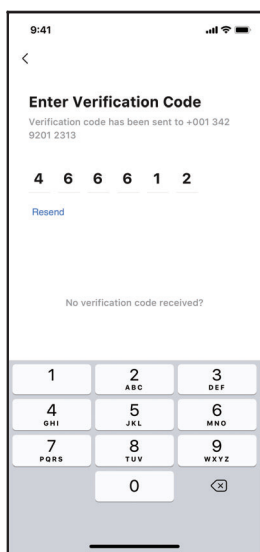 9:41
Enter Verification Code
Verification code has been sent to +001 342
9201 2313
4 6 6 6 1 2
Resend
No verification code received?
1 2 3
ABC DEF
4 5 6
GHI JKL MNO
7 8 9
PQRS TUV WXYZ
0